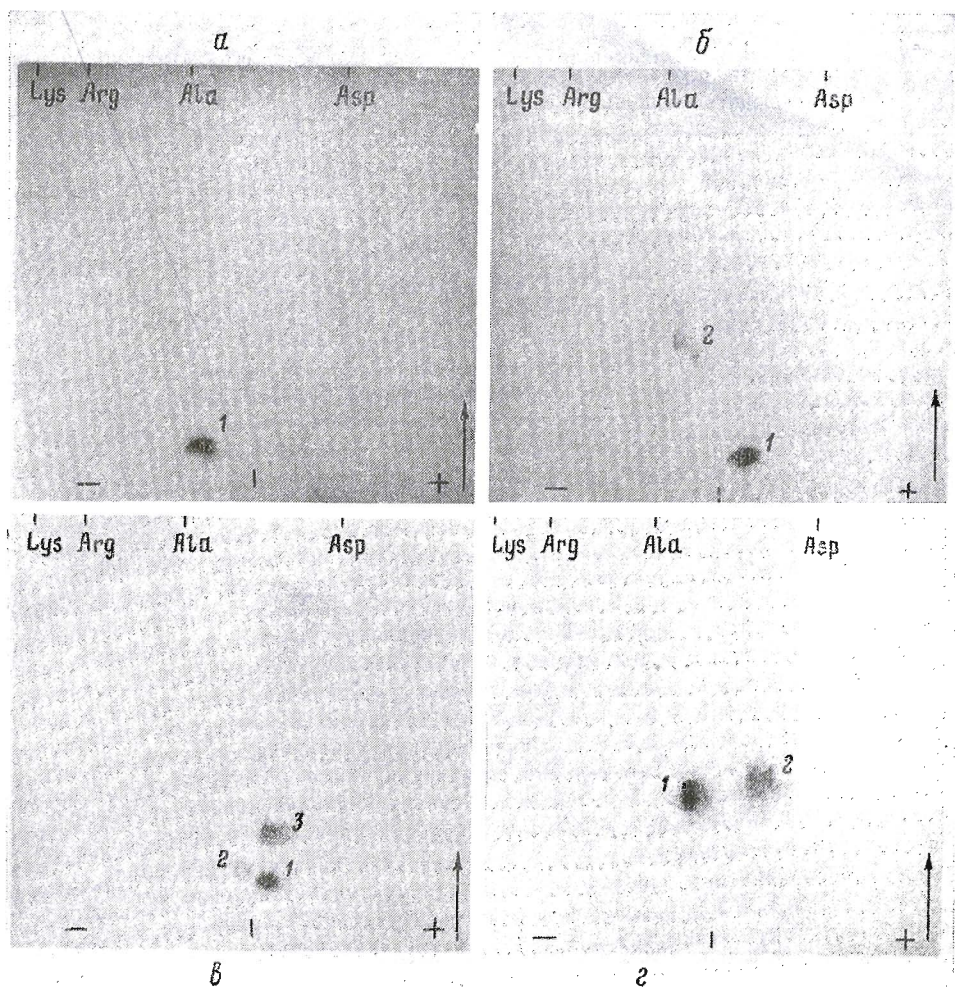 а
б
Lys Arg Ala Asp
Lys Arg Ala Asp
2
1
1
− +
− +
Lys Arg Ala Asp
Lys Arg Ala Asp
1
2
3
2
1
− +
− +
в
г